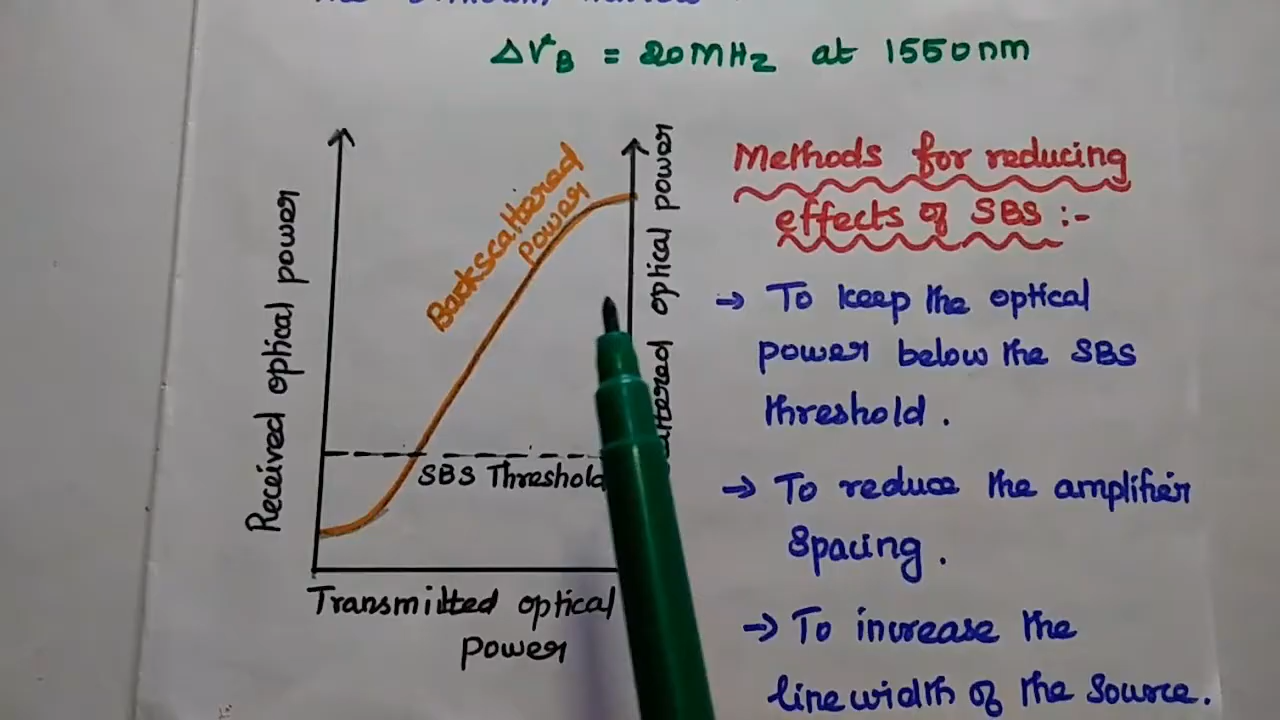 ΔVB = 20MHz at 1550nm
Received optical power
Backscattered
power
optical power
SBS Threshold
Transmitted optical
power
Methods for reducing
effects of SBS :-
→ To keep the optical
power below the SBS
threshold.
→ To reduce the amplifier
spacing.
→ To increase the
linewidth of the source.